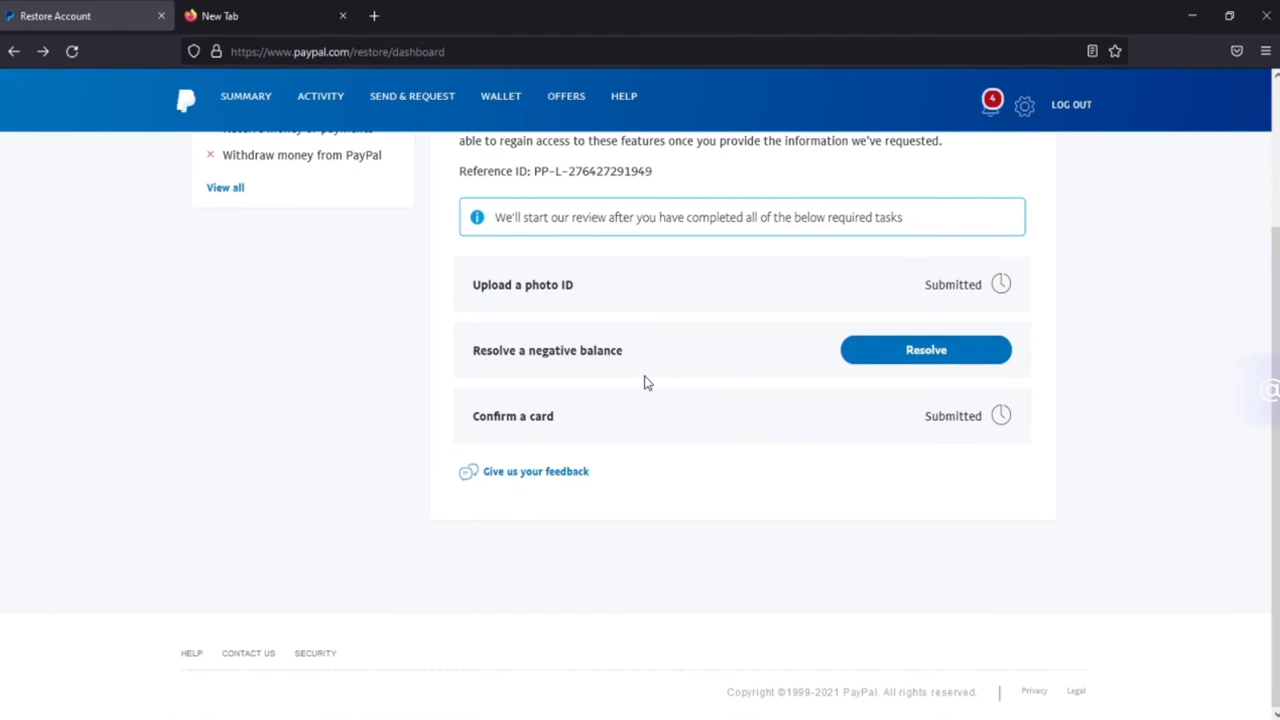 Restore Account
New Tab
https://www.paypal.com/restore/dashboard
SUMMARY ACTIVITY SEND & REQUEST WALLET OFFERS HELP 4 LOG OUT
Receive money or payments
Withdraw money from PayPal
View all
able to regain access to these features once you provide the information we've requested.
Reference ID: PP-L-276427291949
We'll start our review after you have completed all of the below required tasks
Upload a photo ID Submitted
Resolve a negative balance Resolve
Confirm a card Submitted
Give us your feedback
HELP CONTACT US SECURITY
Copyright ©1999-2021 PayPal. All rights reserved. | Privacy Legal